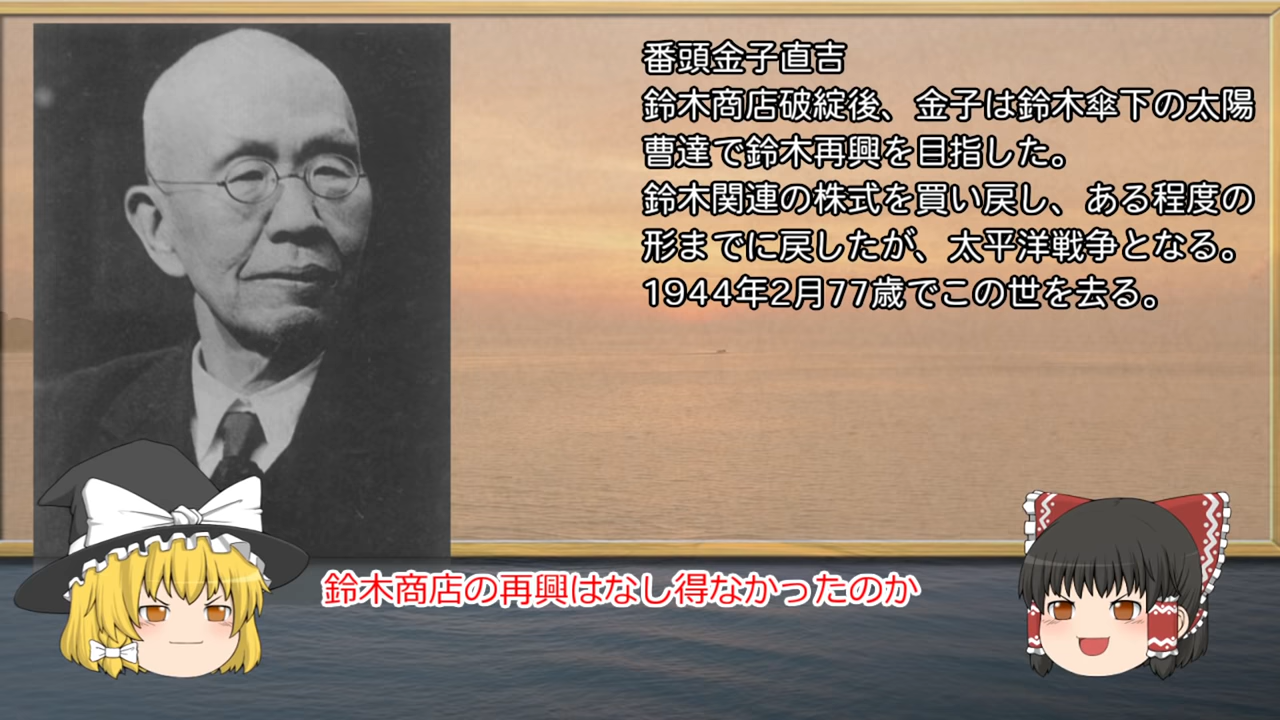 番頭金子直吉
鈴木商店破綻後、金子は鈴木傘下の太陽
曹達で鈴木再興を目指した。
鈴木関連の株式を買い戻し、ある程度の
形までに戻したが、太平洋戦争となる。
1944年2月77歳でこの世を去る。
鈴木商店の再興はなし得なかったのか